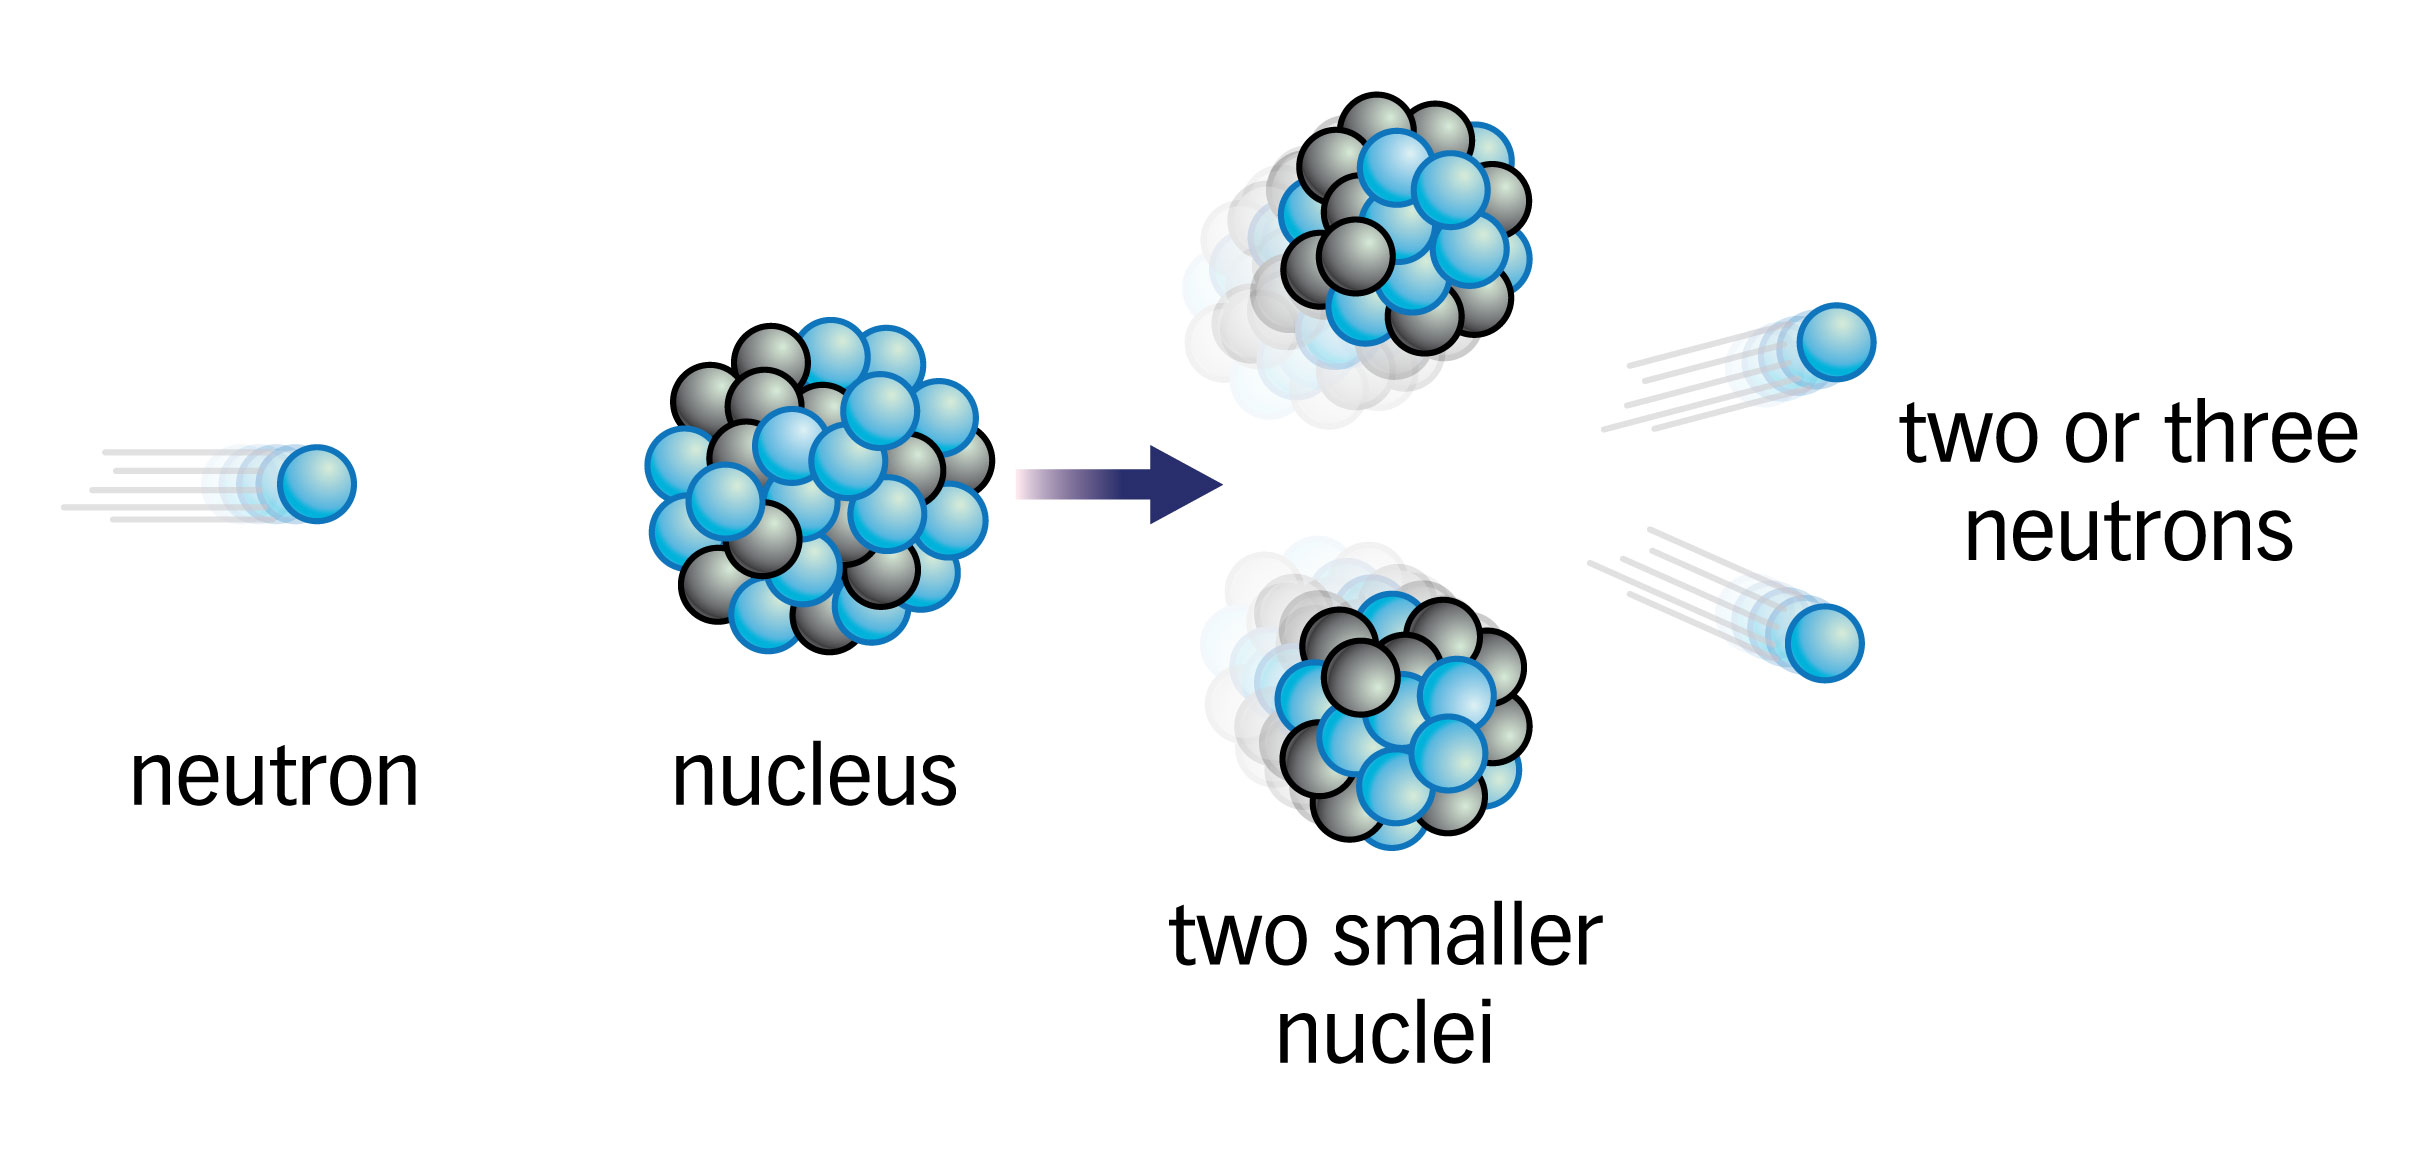 neutron
nucleus
two smaller
nuclei
two or three
neutrons